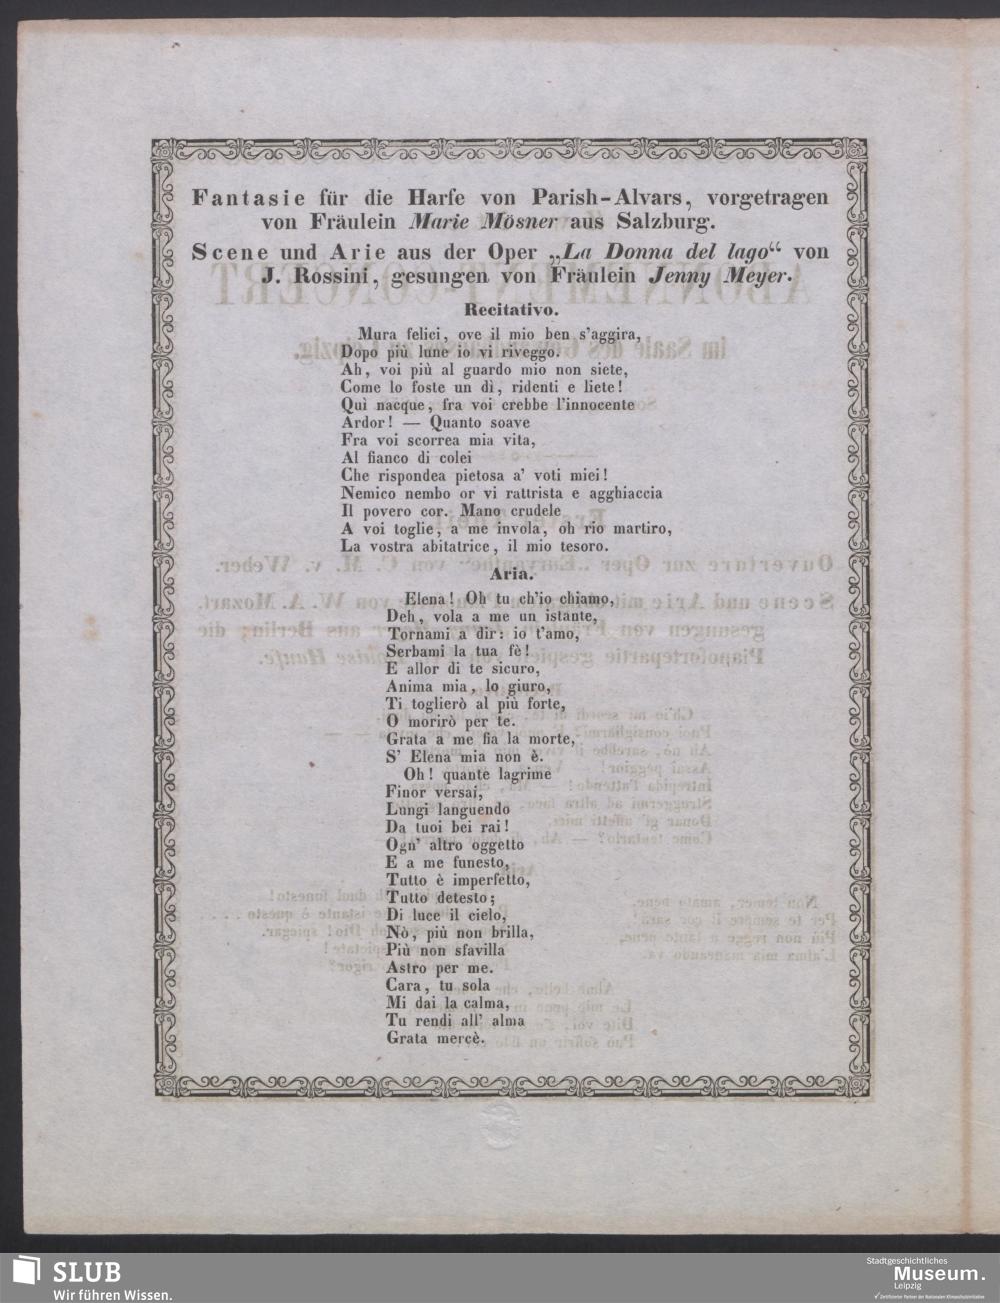 Fantasie für die Harfe von Parish-Alvars, vorgetragen
von Fräulein Marie Mösner aus Salzburg.
Scene und Arie aus der Oper „La Donna del lago“ von
J. Rossini, gesungen von Fräulein Jenny Meyer.
Recitativo.
Mura felici, ove il mio ben s'aggira,
Dopo più lune io vi riveggo.
Ah, voi più al guardo mio non siete,
Come lo foste un dì, ridenti e liete!
Quì nacque, fra voi crebbe l'innocente
Ardor! — Quanto soave
Fra voi scorrea mia vita,
Al fianco di colei
Che rispondea pietosa a' voti miei!
Nemico nembo or vi rattrista e agghiaccia
Il povero cor. Mano crudele
A voi toglie, a me invola, oh rio martiro,
La vostra abitatrice, il mio tesoro.
Aria.
Elena! Oh tu ch'io chiamo,
Deh, vola a me un istante,
Tornami a dir: io t'amo,
Serbami la tua fè!
E allor di te sicuro,
Anima mia, lo giuro,
Ti toglierò al più forte,
O morirò per te.
Grata a me fia la morte,
S' Elena mia non è.
Oh! quante lagrime
Finor versai,
Lungi languendo
Da tuoi bei rai!
Ogn' altro oggetto
E a me funesto,
Tutto è imperfetto,
Tutto detesto;
Di luce il cielo,
Nò, più non brilla,
Più non sfavilla
Astro per me.
Cara, tu sola
Mi dai la calma,
Tu rendi all' alma
Grata mercè.
SLUB
Wir führen Wissen.
Stadtgeschichtliches
Museum.
Leipzig
✓ Zertifizierter Partner der Nationalen Klimaschutzinitiative